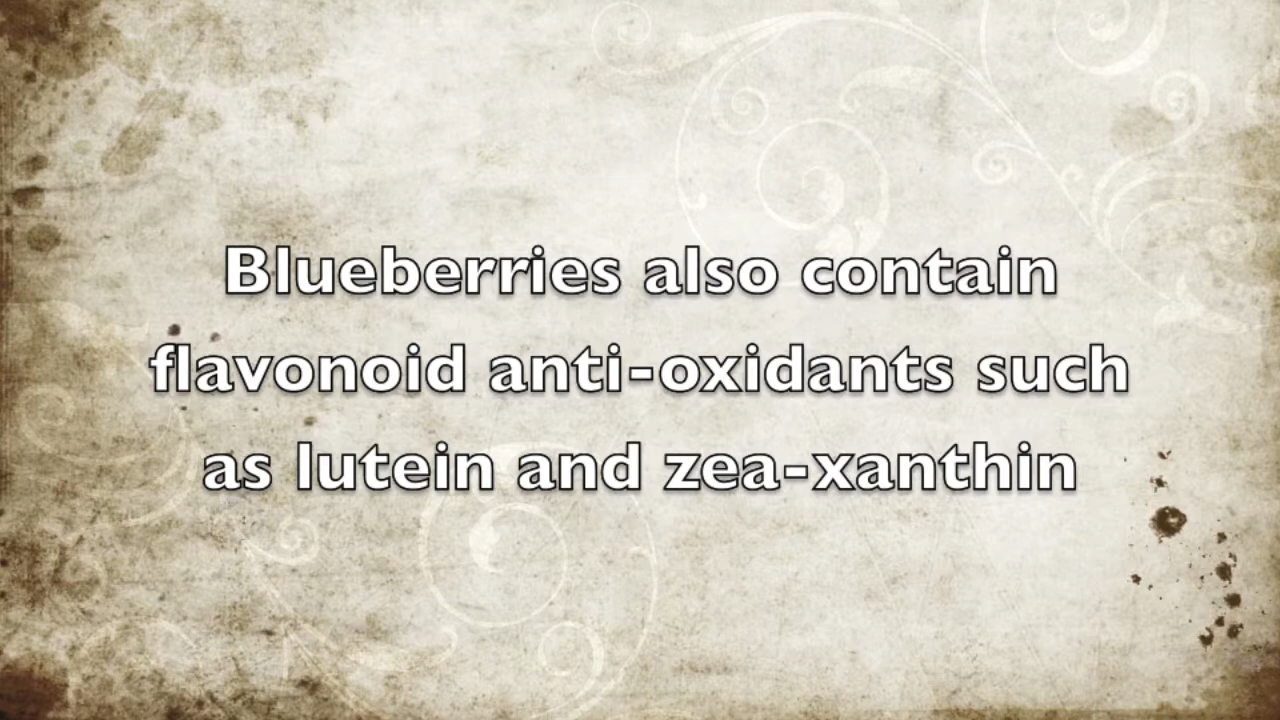 Blueberries also contain
flavonoid anti-oxidants such
as lutein and zea-xanthin